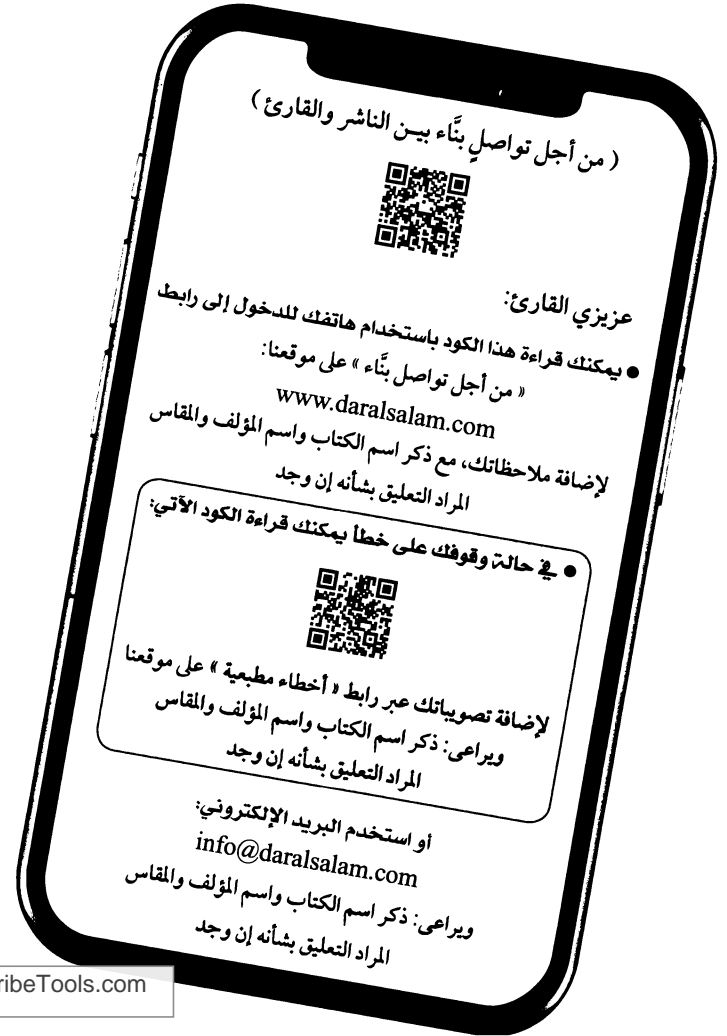 ( من أجل تواصلٍ بنَّاء بيـن الناشر والقارئ )
عزيزي القارئ:
● يمكنك قراءة هذا الكود باستخدام هاتفك للدخول إلى رابط
« من أجل تواصل بنَّاء » على موقعنا:
www.daralsalam.com
لإضافة ملاحظاتك، مع ذكر اسم الكتاب واسم المؤلف والمقاس
المراد التعليق بشأنه إن وجد
● في حالة وقوفك على خطأ يمكنك قراءة الكود الآتي:
لإضافة تصويباتك عبر رابط « أخطاء مطبعية » على موقعنا
ويراعى: ذكر اسم الكتاب واسم المؤلف والمقاس
المراد التعليق بشأنه إن وجد
أو استخدم البريد الإلكتروني:
info@daralsalam.com
ويراعى: ذكر اسم الكتاب واسم المؤلف والمقاس
المراد التعليق بشأنه إن وجد
ribeTools.com